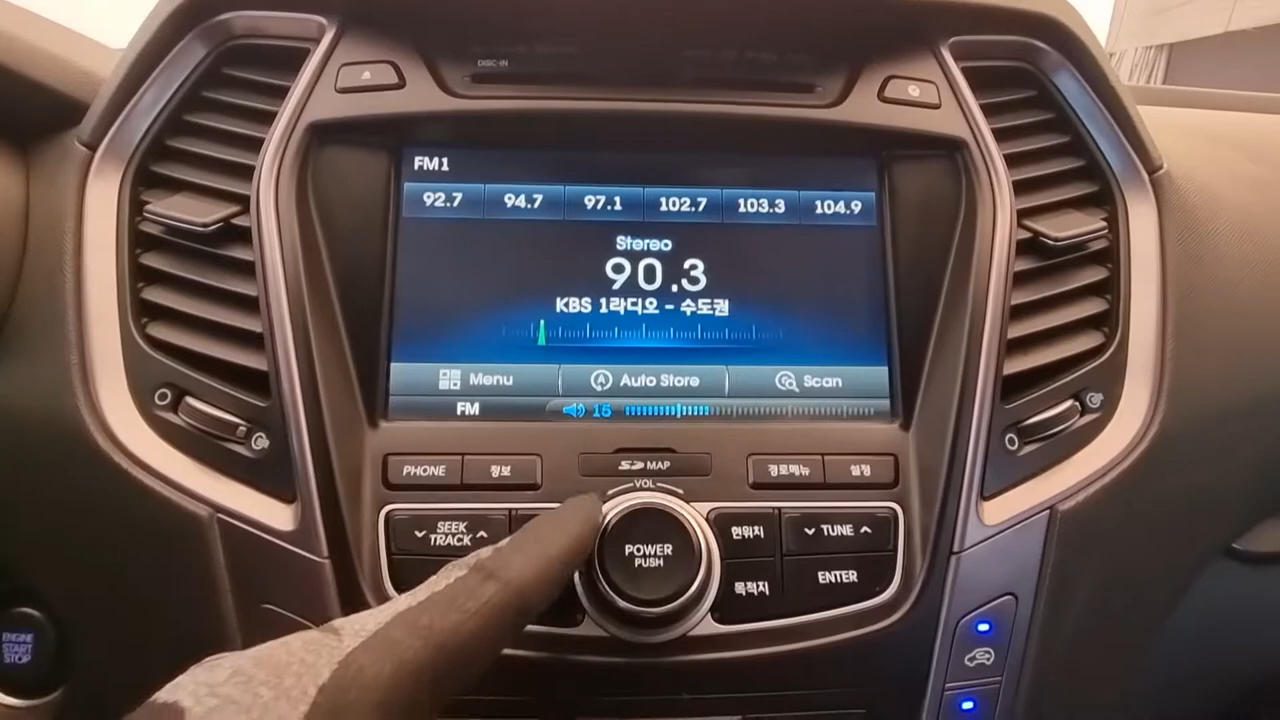 DISC-IN
FM1
92.7 94.7 97.1 102.7 103.3 104.9
Stereo
90.3
KBS 1라디오 - 수도권
Menu Auto Store Scan
FM 15
PHONE 정보 SD MAP 경로메뉴 설정
VOL
SEEK TRACK
POWER PUSH
현위치 TUNE
목적지 ENTER
ENGINE
START
STOP